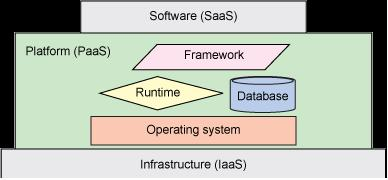 Software (SaaS)
Platform (PaaS)
Framework
Runtime
Database
Operating system
Infrastructure (IaaS)